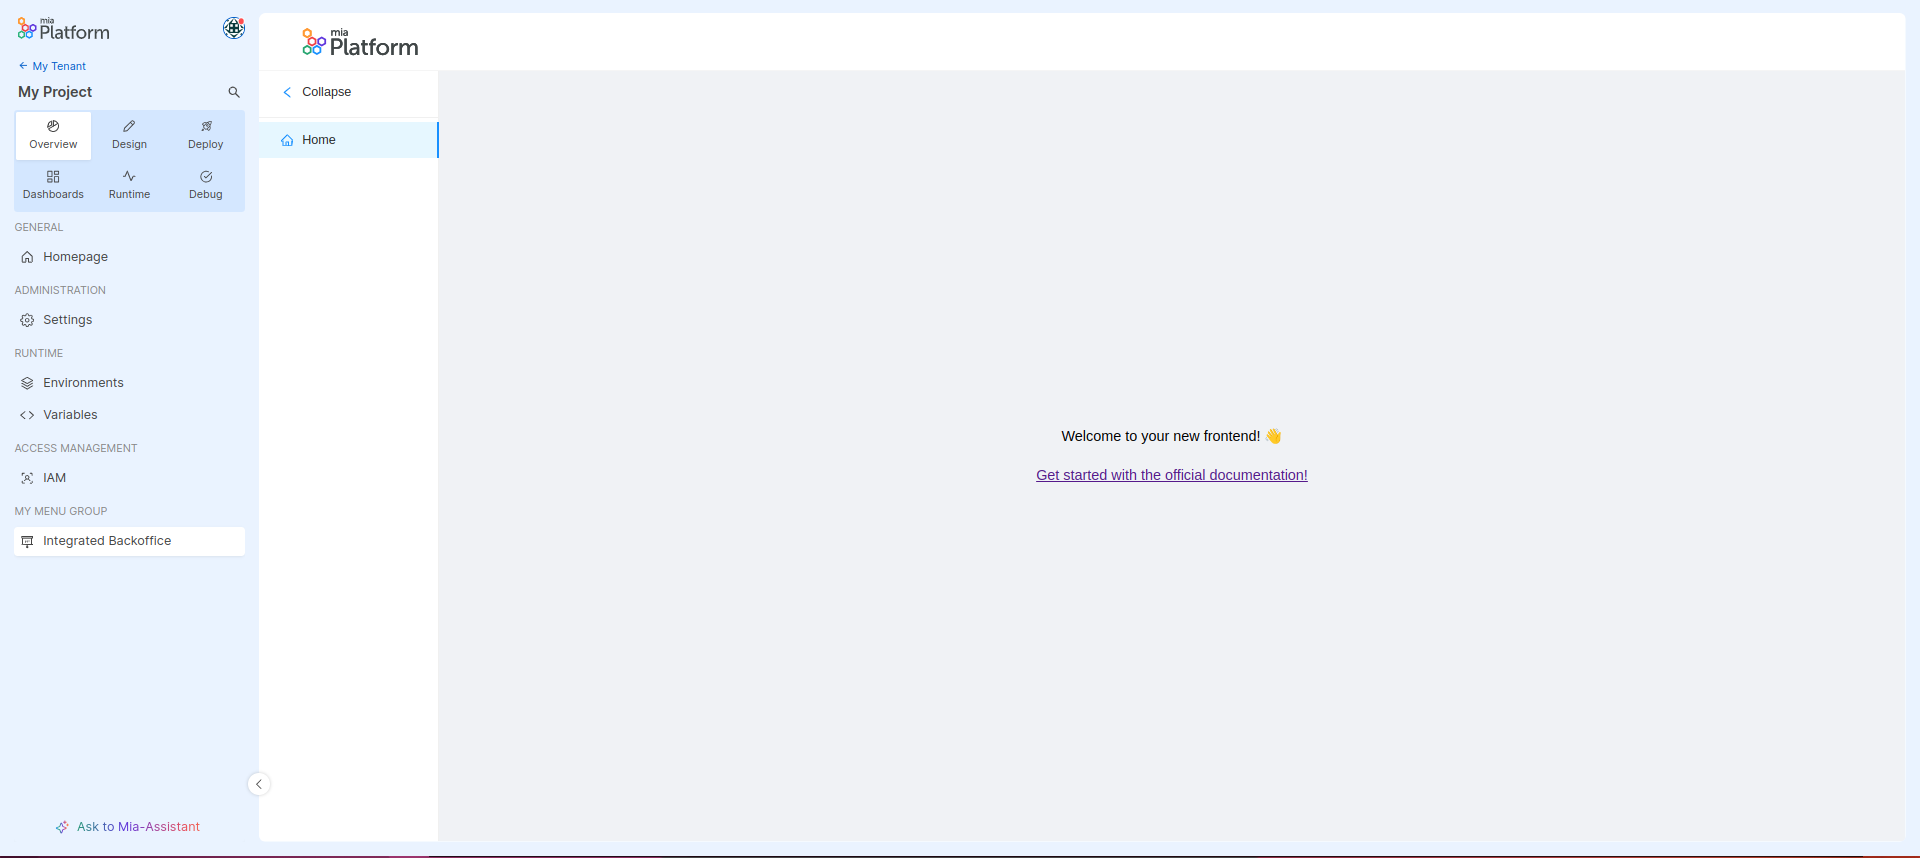 mia
Platform
My Tenant
My Project
Overview
Design
Deploy
Dashboards
Runtime
Debug
GENERAL
Homepage
ADMINISTRATION
Settings
RUNTIME
Environments
Variables
ACCESS MANAGEMENT
IAM
MY MENU GROUP
Integrated Backoffice
Ask to Mia-Assistant
mia
Platform
Collapse
Home
Welcome to your new frontend! 👋
Get started with the official documentation!